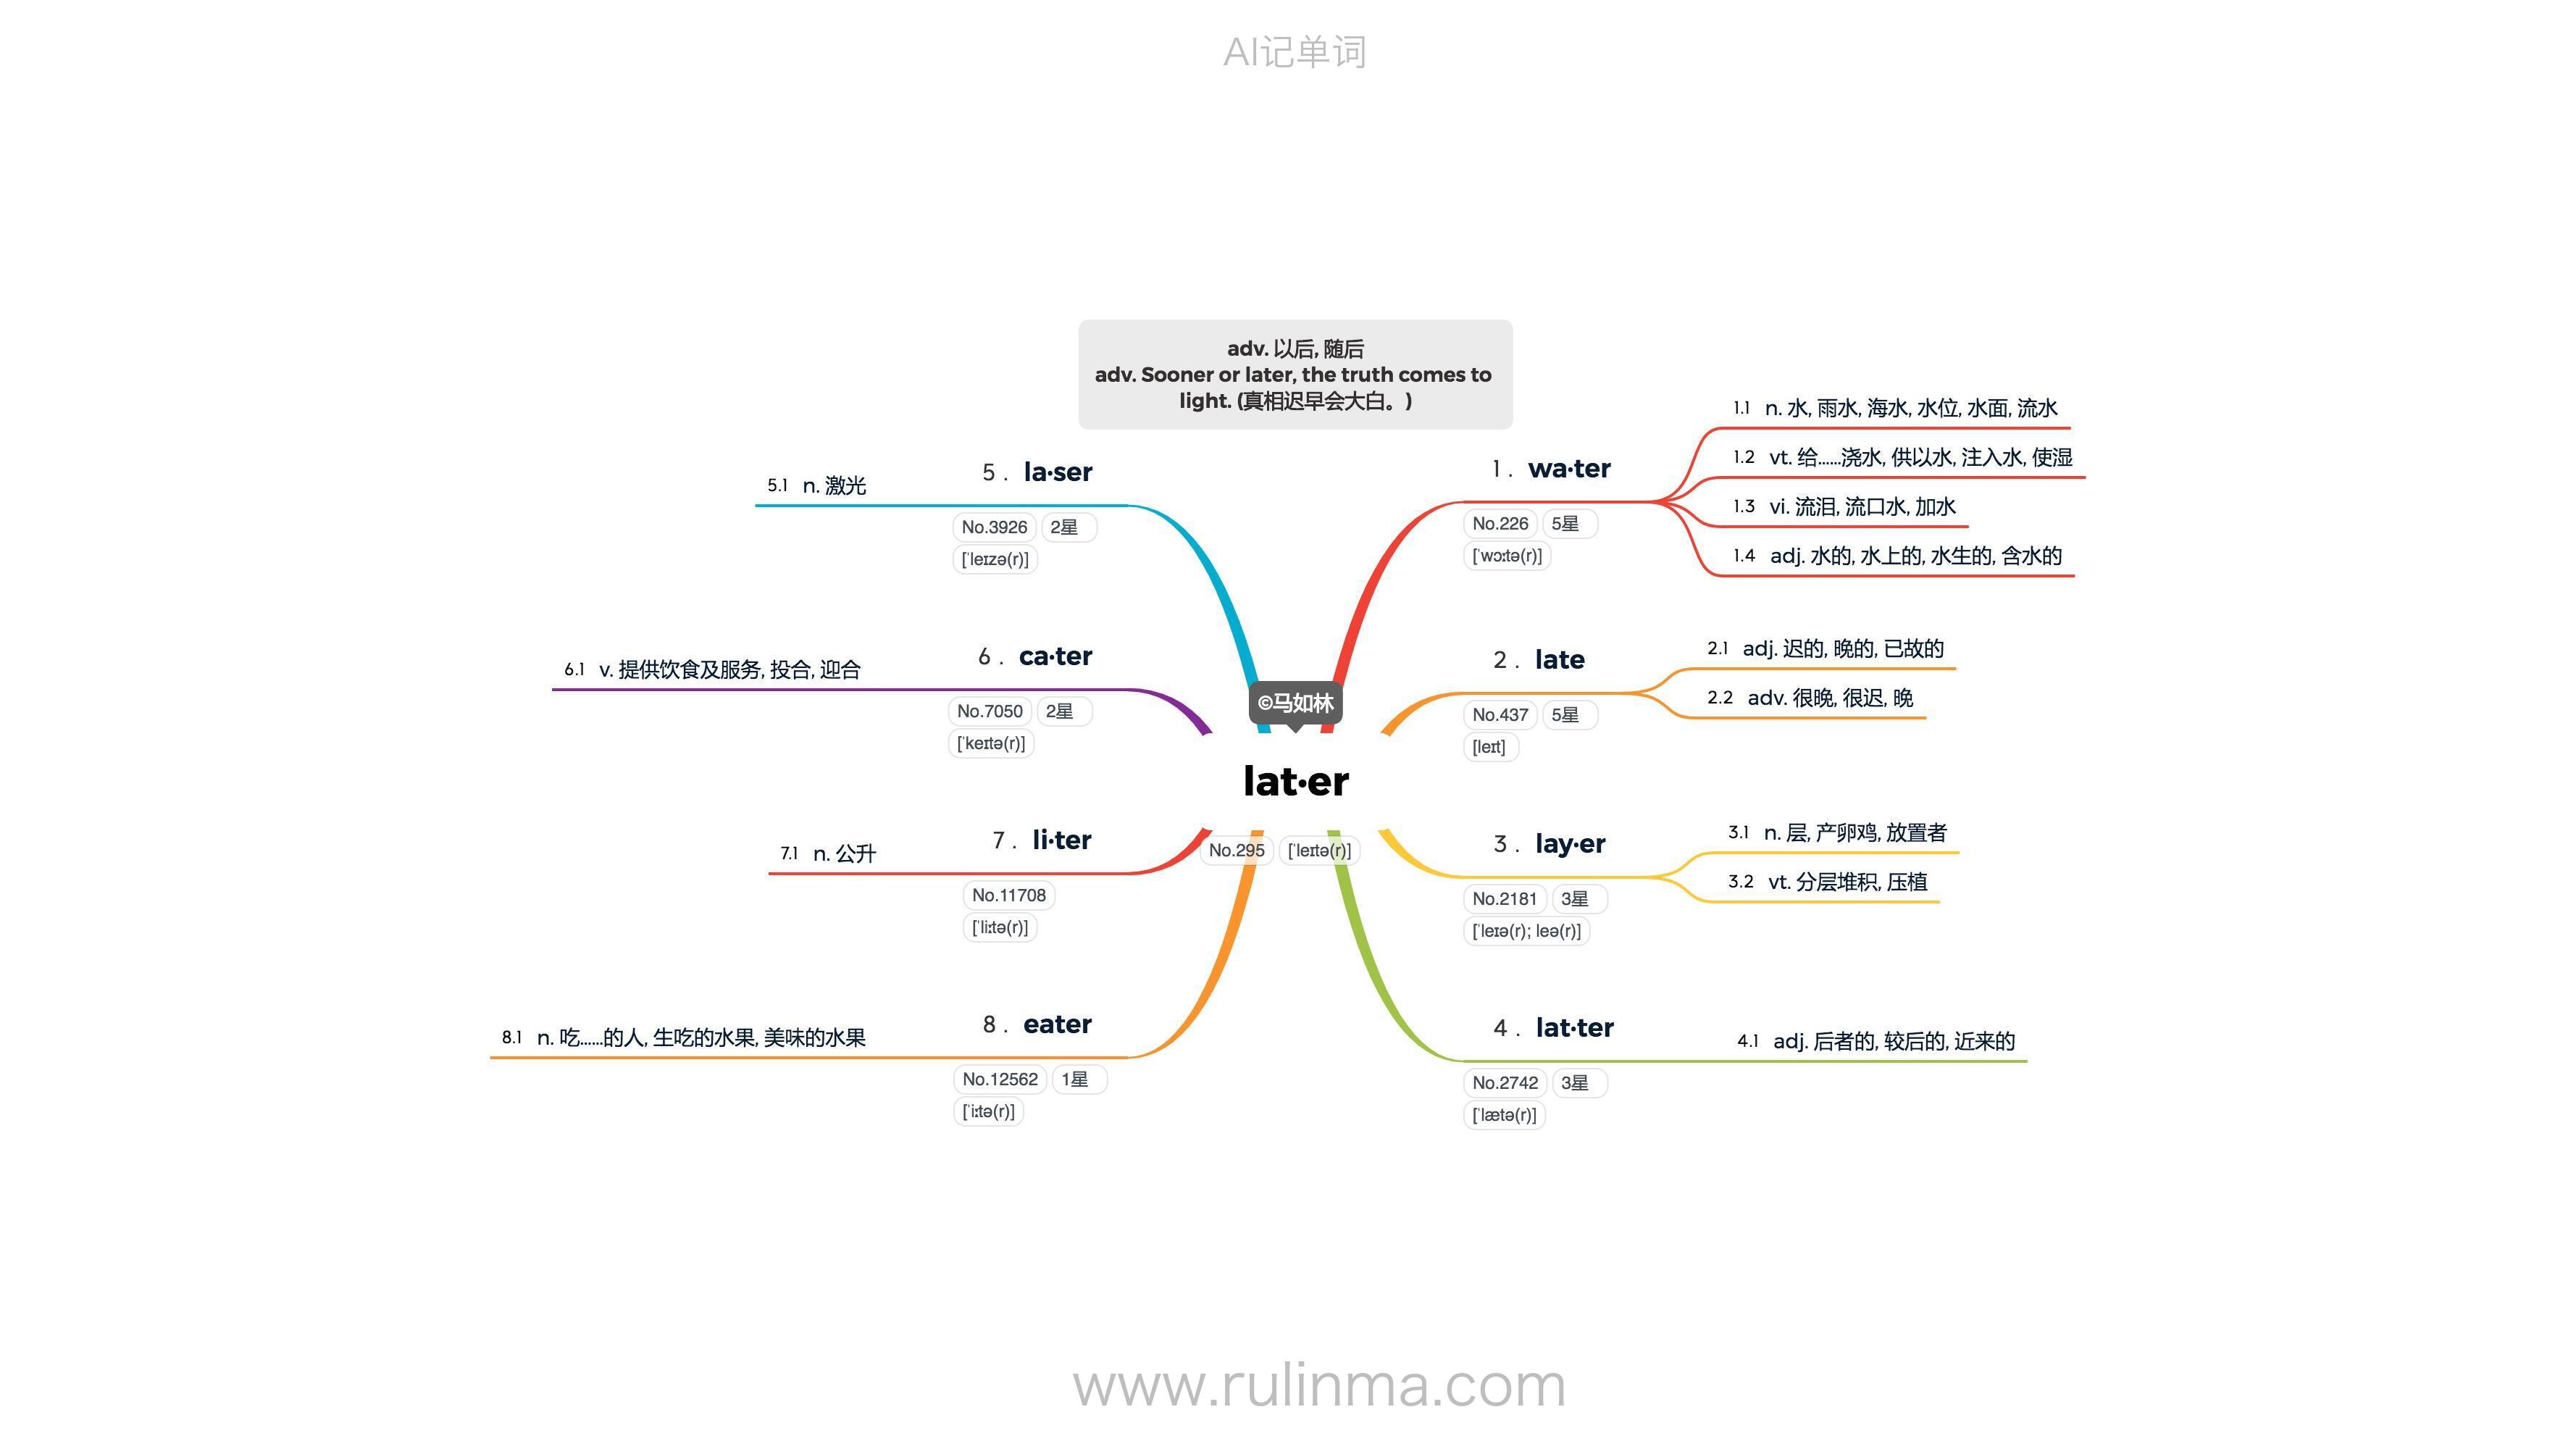 AI记单词
adv. 以后, 随后
adv. Sooner or later, the truth comes to
light. (真相迟早会大白。)
©马如林
lat·er
No.295 ['leɪtə(r)]
1. wa·ter
No.226 5星
['wɔːtə(r)]
1.1 n. 水, 雨水, 海水, 水位, 水面, 流水
1.2 vt. 给……浇水, 供以水, 注入水, 使湿
1.3 vi. 流泪, 流口水, 加水
1.4 adj. 水的, 水上的, 水生的, 含水的
2. late
No.437 5星
[leɪt]
2.1 adj. 迟的, 晚的, 已故的
2.2 adv. 很晚, 很迟, 晚
3. lay·er
No.2181 3星
['leɪə(r); leə(r)]
3.1 n. 层, 产卵鸡, 放置者
3.2 vt. 分层堆积, 压植
4. lat·ter
No.2742 3星
['lætə(r)]
4.1 adj. 后者的, 较后的, 近来的
5. la·ser
No.3926 2星
['leɪzə(r)]
5.1 n. 激光
6. ca·ter
No.7050 2星
['keɪtə(r)]
6.1 v. 提供饮食及服务, 投合, 迎合
7. li·ter
No.11708
['liːtə(r)]
7.1 n. 公升
8. eater
No.12562 1星
['iːtə(r)]
8.1 n. 吃……的人, 生吃的水果, 美味的水果
www.rulinma.com